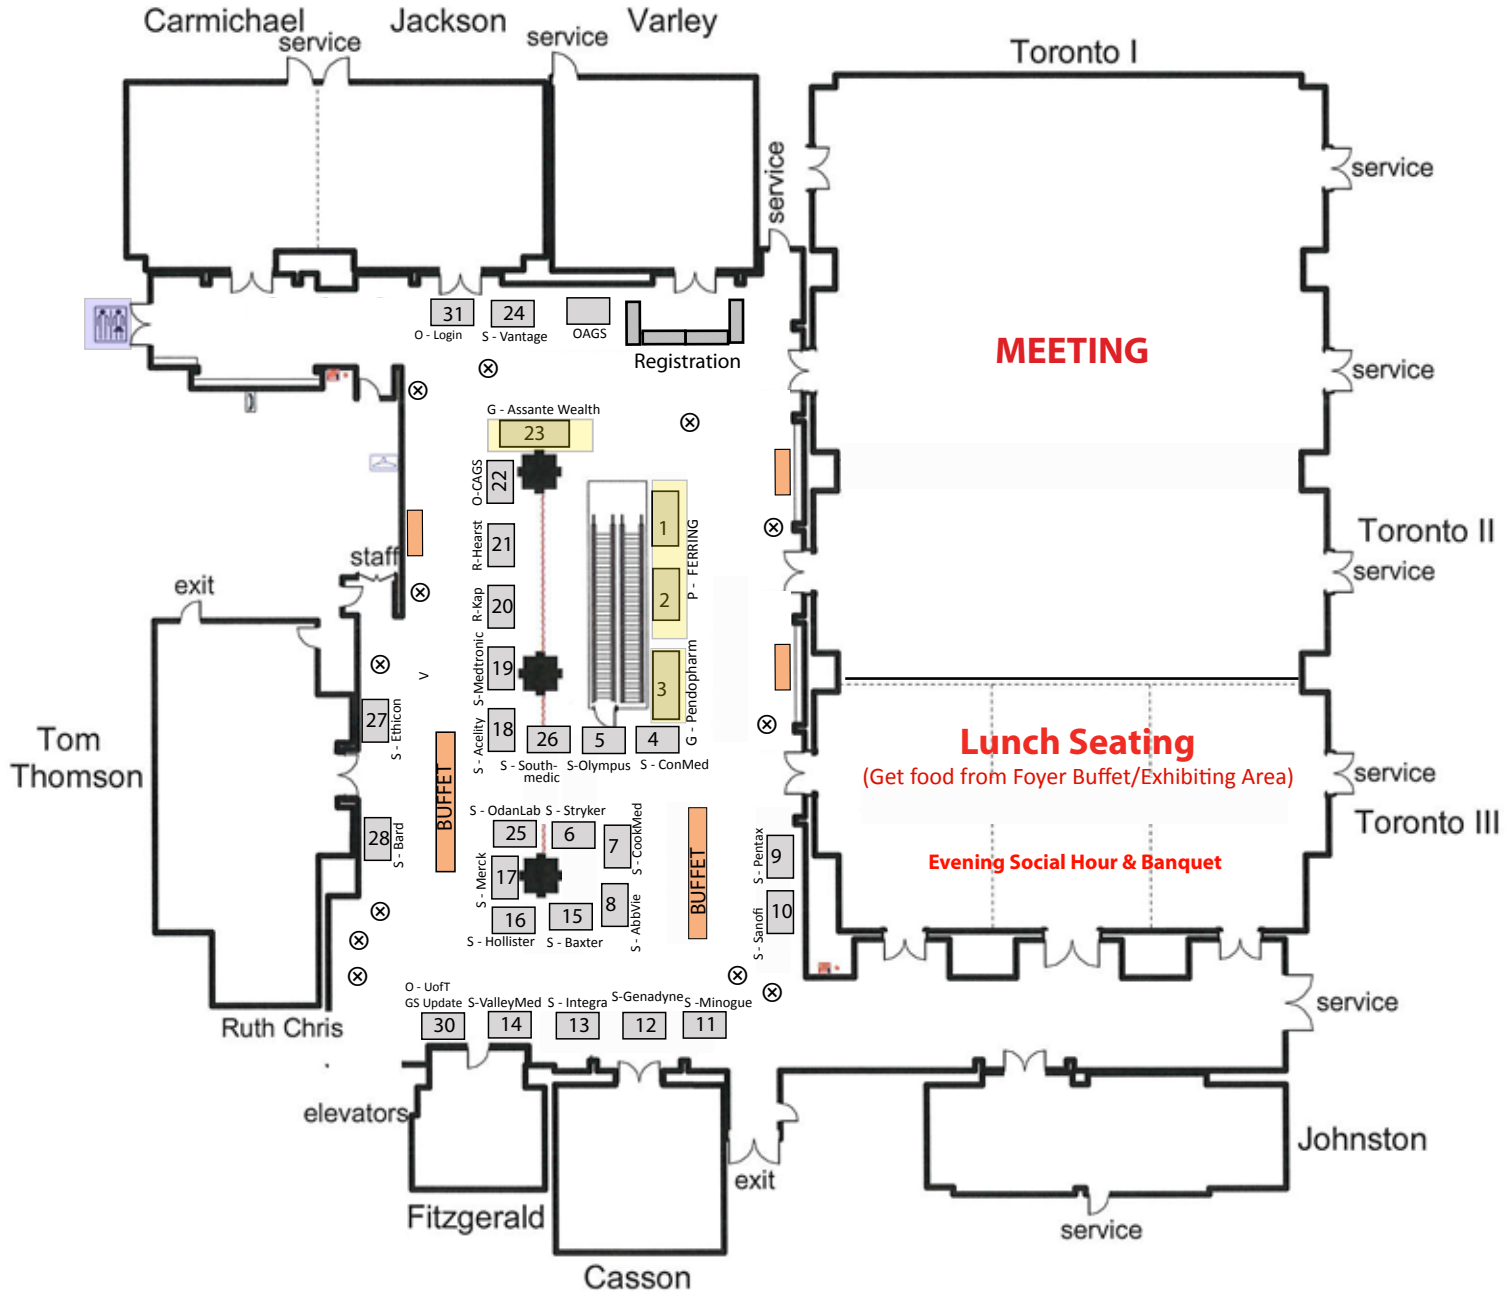 Carmichael
Jackson
Varley
service
service
Toronto I
service
service
31
24
O - Login
S - Vantage
OAGS
Registration
MEETING
service
G - Assante Wealth
23
O-CAGS
22
1
R-Hearst
21
P - FERRING
Toronto II
staff
service
exit
R-Kap
20
2
S-Medtronic
19
3
G - Pendopharm
V
27
S - Ethicon
S - Acelity
18
26
5
4
S - South-
medic
S-Olympus
S - ConMed
Tom
Thomson
Lunch Seating
(Get food from Foyer Buffet/Exhibiting Area)
service
BUFFET
S - OdanLab
S - Stryker
25
6
7
S - CookMed
28
S - Bard
S - Merck
17
BUFFET
S - Pentax
9
Toronto III
Evening Social Hour & Banquet
16
15
8
S - AbbVie
S - Sanofi
10
S - Hollister
S - Baxter
O - UofT
GS Update
S-ValleyMed
S - Integra
S-Genadyne
S -Minogue
30
14
13
12
11
service
Ruth Chris
elevators
Johnston
exit
Fitzgerald
service
Casson